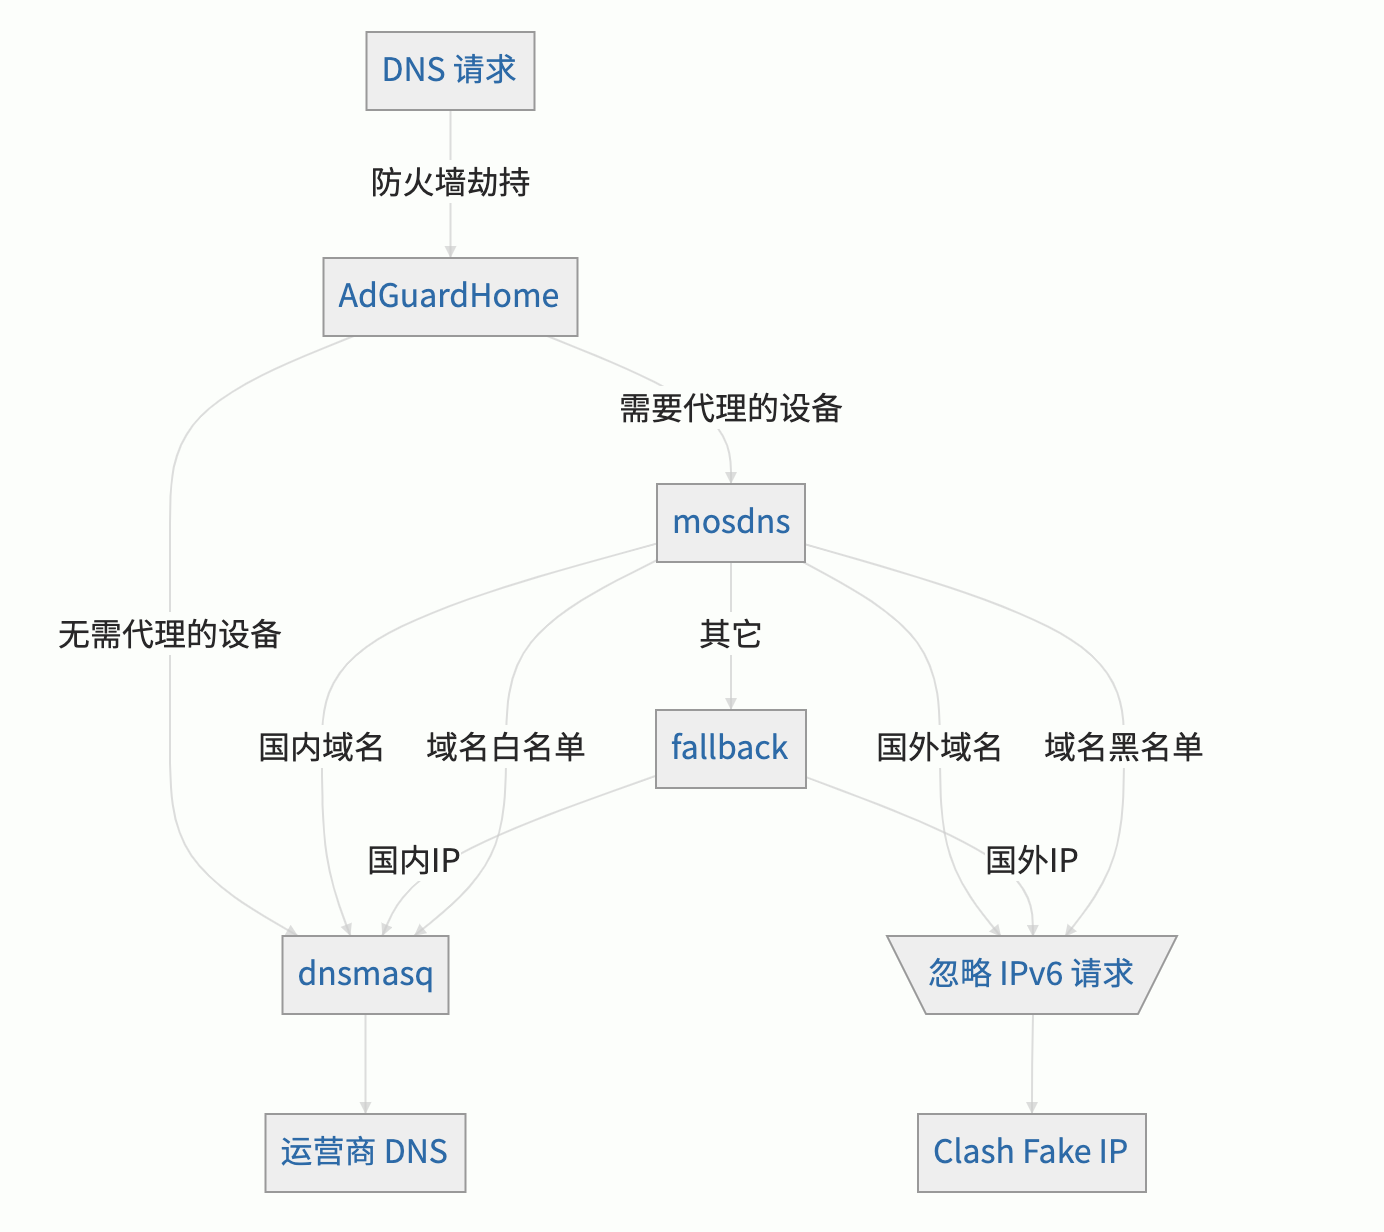 DNS 请求
防火墙劫持
AdGuardHome
需要代理的设备
mosdns
无需代理的设备
其它
国内域名
域名白名单
fallback
国外域名
域名黑名单
国内IP
国外IP
dnsmasq
忽略 IPv6 请求
运营商 DNS
Clash Fake IP